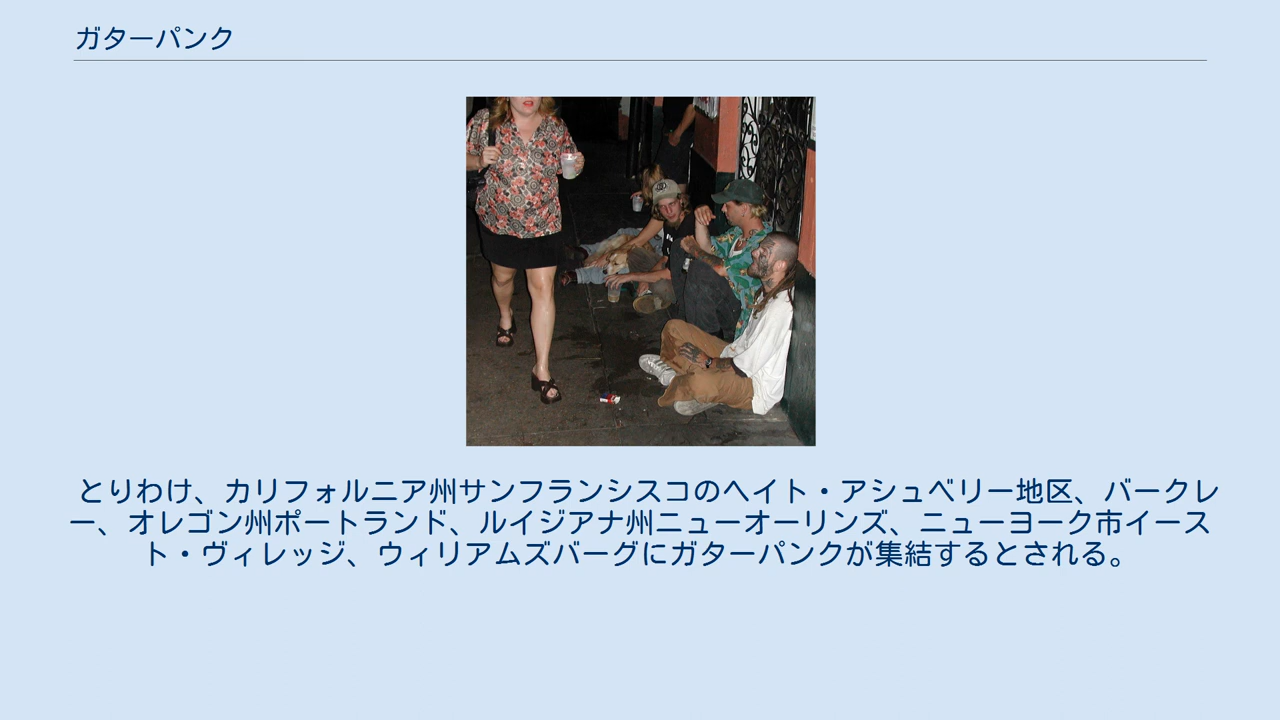 ガターパンク
とりわけ、カリフォルニア州サンフランシスコのヘイト・アシュベリー地区、バークレ
ー、オレゴン州ポートランド、ルイジアナ州ニューオーリンズ、ニューヨーク市イース
ト・ヴィレッジ、ウィリアムズバーグにガターパンクが集結するとされる。